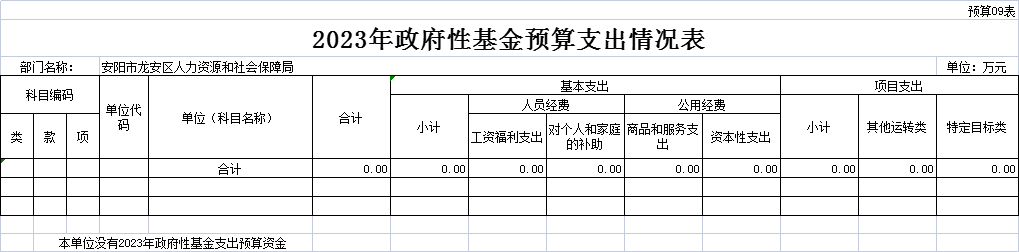 预算09表
2023年政府性基金预算支出情况表
部门名称： 安阳市龙安区人力资源和社会保障局 单位：万元
科目编码 单位代码 单位（科目名称） 合计 基本支出 项目支出
小计 人员经费 公用经费 小计 其他运转类 特定目标类
类 款 项 工资福利支出 对个人和家庭的补助 商品和服务支出 资本性支出
合计 0.00 0.00 0.00 0.00 0.00 0.00 0.00 0.00 0.00
本单位没有2023年政府性基金支出预算资金